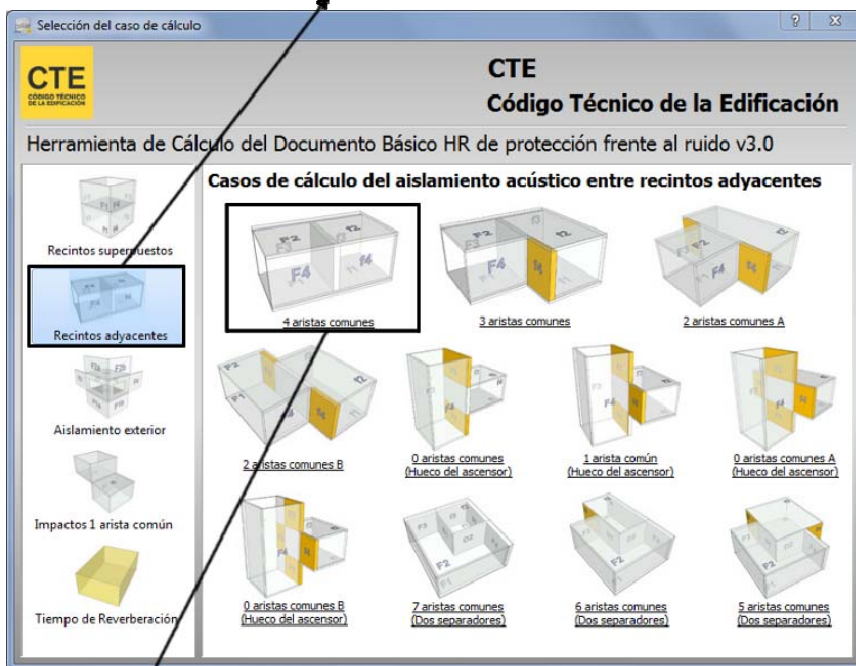 Selección del caso de cálculo
CTE
CÓDIGO TÉCNICO
DE LA EDIFICACIÓN
CTE
Código Técnico de la Edificación
Herramienta de Cálculo del Documento Básico HR de protección frente al ruido v3.0
Recintos superpuestos
Recintos adyacentes
Aislamiento exterior
Impactos 1 arista común
Tiempo de Reverberación
Casos de cálculo del aislamiento acústico entre recintos adyacentes
4 aristas comunes
3 aristas comunes
2 aristas comunes A
2 aristas comunes B
0 aristas comunes
(Hueco del ascensor)
1 arista común
(Hueco del ascensor)
0 aristas comunes A
(Hueco del ascensor)
0 aristas comunes B
(Hueco del ascensor)
7 aristas comunes
(Dos separadores)
6 aristas comunes
(Dos separadores)
5 aristas comunes
(Dos separadores)